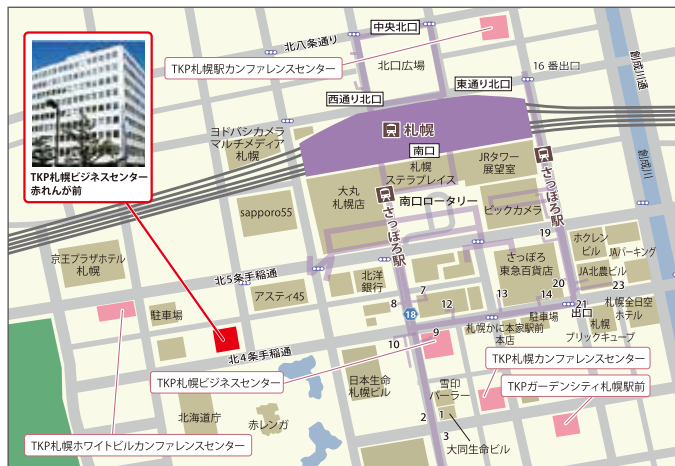 中央北口
北八条通り
TKP札幌駅カンファレンスセンター
北口広場
16番出口
創成川通
西通り北口
東通り北口
ヨドバシカメラ
マルチメディア
札幌
札幌
南口
札幌
ステラプレイス
JRタワー
展望室
さっぽろ駅
創成川
TKP札幌ビジネスセンター
赤れんが前
大丸
札幌店
さっぽろ駅
南口ロータリー
ビックカメラ
sapporo55
19
ホクレン
ビル
JAパーキング
京王プラザホテル
札幌
北5条手稲通
北洋
銀行
さっぽろ
東急百貨店
JA北農ビル
アスティ45
7
8
12
13
14
20
21
出口
23
駐車場
18
駐車場
札幌全日空
ホテル
札幌
ブリックキューブ
札幌かに本家駅前
本店
9
10
北4条手稲通
TKP札幌ビジネスセンター
TKP札幌カンファレンスセンター
日本生命
札幌ビル
雪印
パーラー
TKPガーデンシティ札幌駅前
北海道庁
赤レンガ
1
2
3
大同生命ビル
TKP札幌ホワイトビルカンファレンスセンター